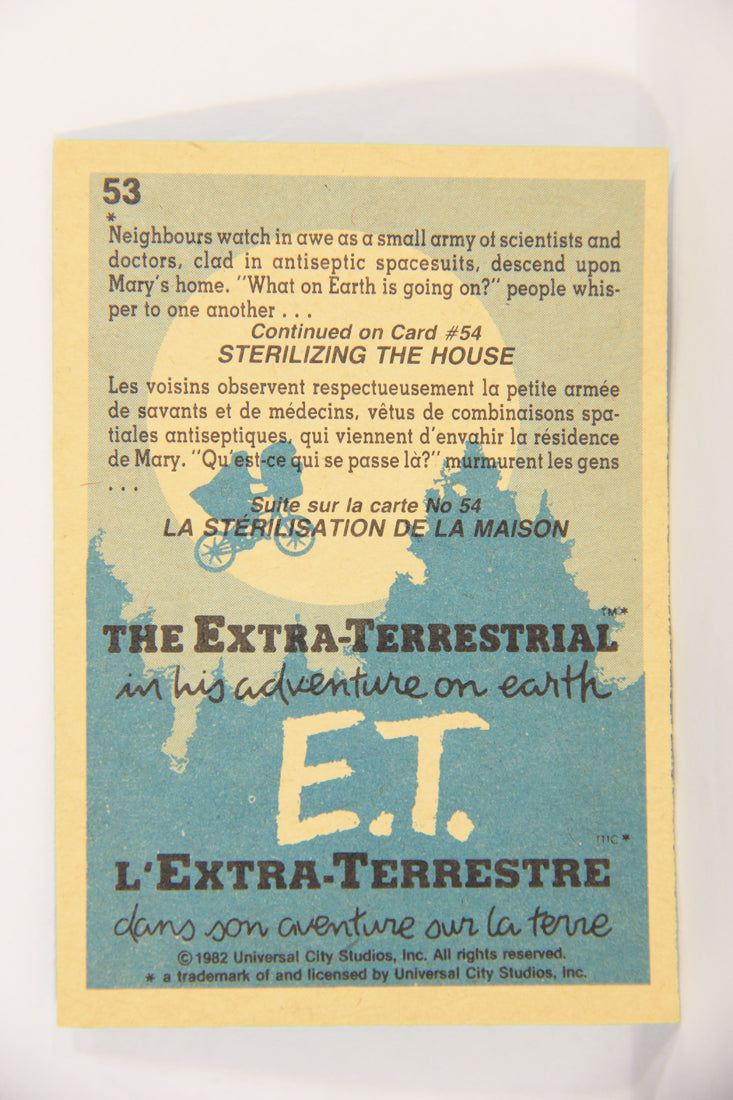 53
*
Neighbours watch in awe as a small army of scientists and
doctors, clad in antiseptic spacesuits, descend upon
Mary's home. "What on Earth is going on?" people whis-
per to one another . . .
Continued on Card #54
STERILIZING THE HOUSE
Les voisins observent respectueusement la petite armée
de savants et de médecins, vêtus de combinaisons spa-
tiales antiseptiques, qui viennent d'envahir la résidence
de Mary. "Qu'est-ce qui se passe là?" murmurent les gens
. . .
Suite sur la carte No 54
LA STÉRILISATION DE LA MAISON
THE EXTRA-TERRESTRIAL™*
in his adventure on earth
E.T.
MC *
L'EXTRA-TERRESTRE
dans son aventure sur la terre
©1982 Universal City Studios, Inc. All rights reserved.
* a trademark of and licensed by Universal City Studios, Inc.